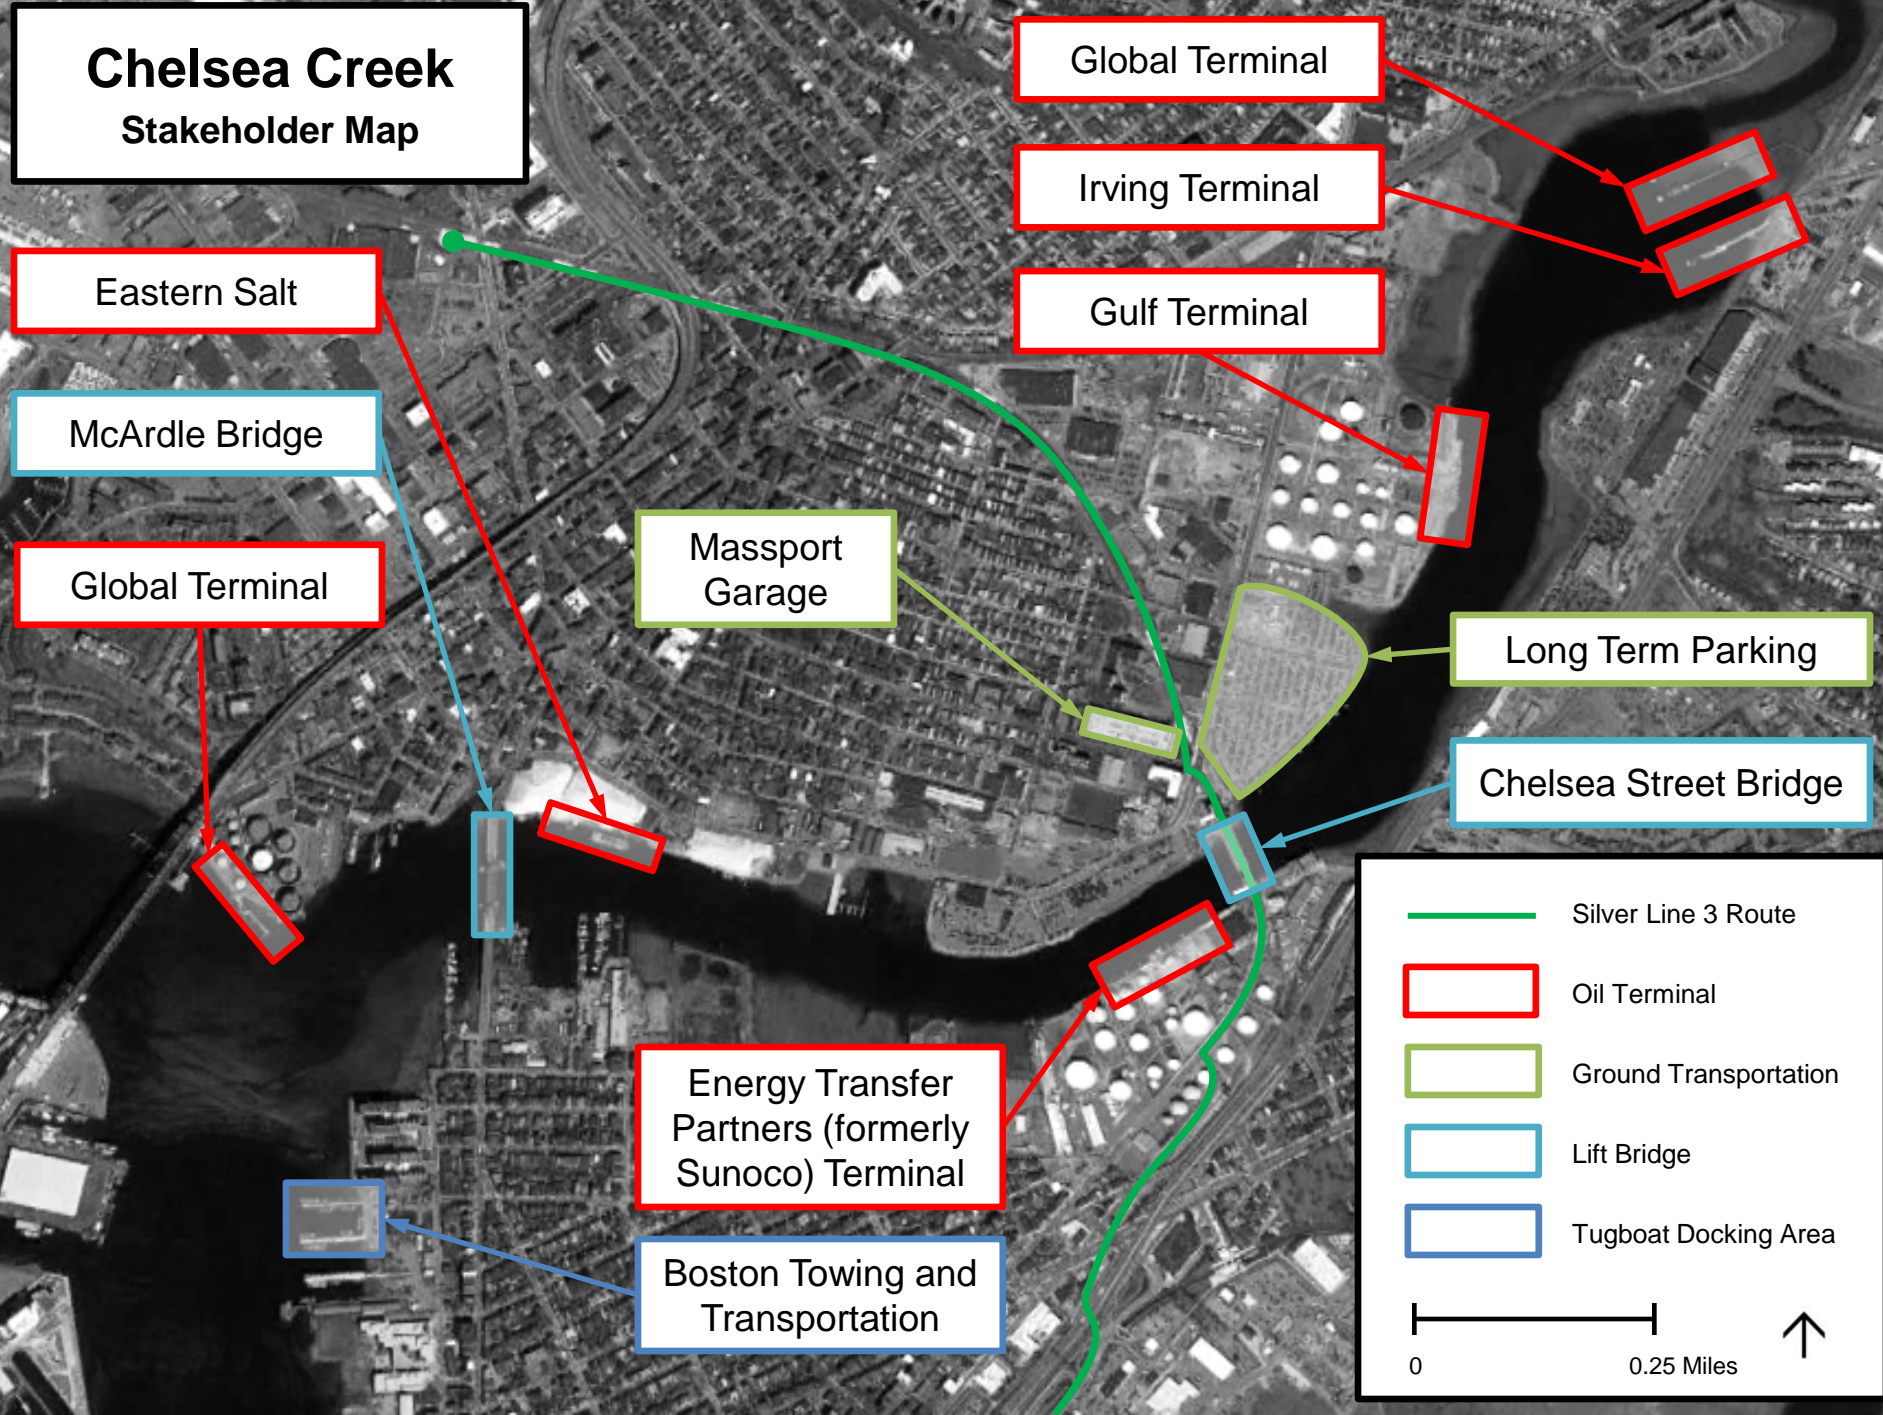 Chelsea Creek
Stakeholder Map
Global Terminal
Irving Terminal
Eastern Salt
Gulf Terminal
McArdle Bridge
Massport
Garage
Global Terminal
Long Term Parking
Chelsea Street Bridge
Energy Transfer
Partners (formerly
Sunoco) Terminal
Boston Towing and
Transportation
Silver Line 3 Route
Oil Terminal
Ground Transportation
Lift Bridge
Tugboat Docking Area
0
0.25 Miles